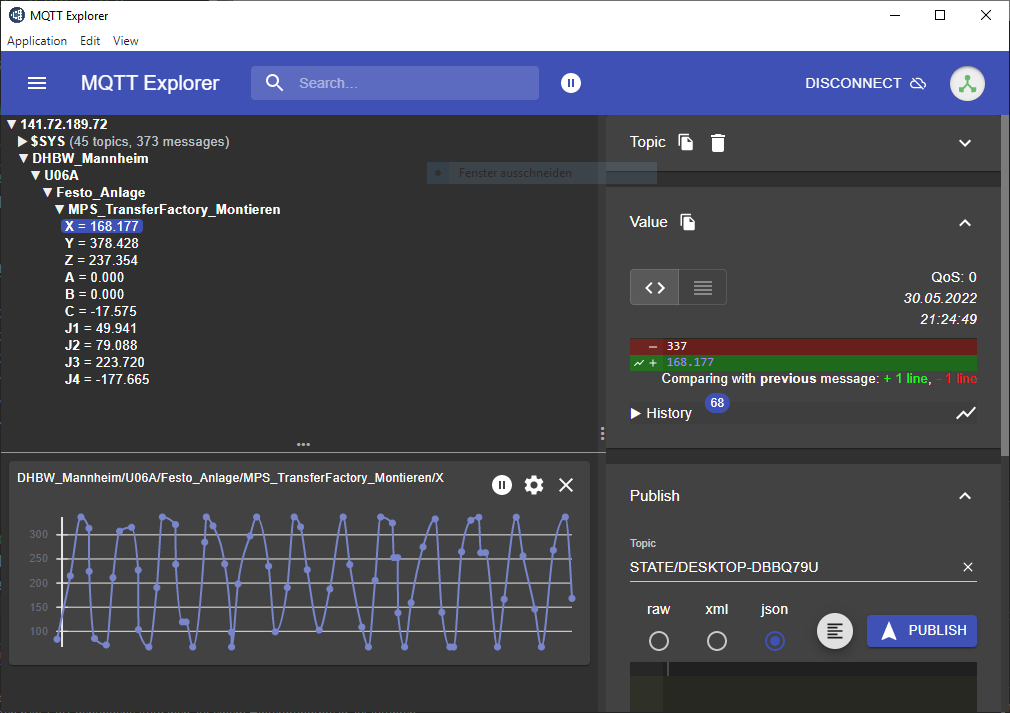 MQTT Explorer
Application Edit View
MQTT Explorer
Search...
DISCONNECT
141.72.189.72
$SYS (45 topics, 373 messages)
DHBW_Mannheim
U06A
Festo_Anlage
MPS_TransferFactory_Montieren
X = 168.177
Y = 378.428
Z = 237.354
A = 0.000
B = 0.000
C = -17.575
J1 = 49.941
J2 = 79.088
J3 = 223.720
J4 = -177.665
Fenster ausschneiden
DHBW_Mannheim/U06A/Festo_Anlage/MPS_TransferFactory_Montieren/X
300
250
200
150
100
Topic
Value
QoS: 0
30.05.2022
21:24:49
- 337
+ 168.177
Comparing with previous message: + 1 line, - 1 line
History 68
Publish
Topic
STATE/DESKTOP-DBBQ79U
raw xml json
PUBLISH